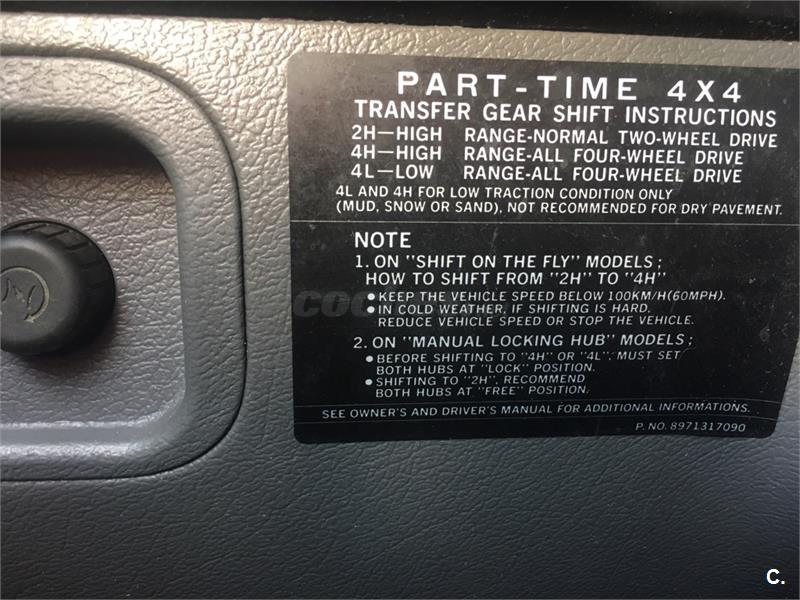 PART-TIME 4X4
TRANSFER GEAR SHIFT INSTRUCTIONS
2H—HIGH RANGE-NORMAL TWO-WHEEL DRIVE
4H—HIGH RANGE-ALL FOUR-WHEEL DRIVE
4L—LOW RANGE-ALL FOUR-WHEEL DRIVE
4L AND 4H FOR LOW TRACTION CONDITION ONLY
(MUD, SNOW OR SAND), NOT RECOMMENDED FOR DRY PAVEMENT.
NOTE
1. ON "SHIFT ON THE FLY" MODELS;
HOW TO SHIFT FROM "2H" TO "4H"
● KEEP THE VEHICLE SPEED BELOW 100KM/H(60MPH).
● IN COLD WEATHER, IF SHIFTING IS HARD,
REDUCE VEHICLE SPEED OR STOP THE VEHICLE.
2. ON "MANUAL LOCKING HUB" MODELS;
● BEFORE SHIFTING TO "4H" OR "4L", MUST SET
BOTH HUBS AT "LOCK" POSITION.
● SHIFTING TO "2H", RECOMMEND
BOTH HUBS AT "FREE" POSITION.
SEE OWNER'S AND DRIVER'S MANUAL FOR ADDITIONAL INFORMATIONS.
P. NO. 8971317090
C.